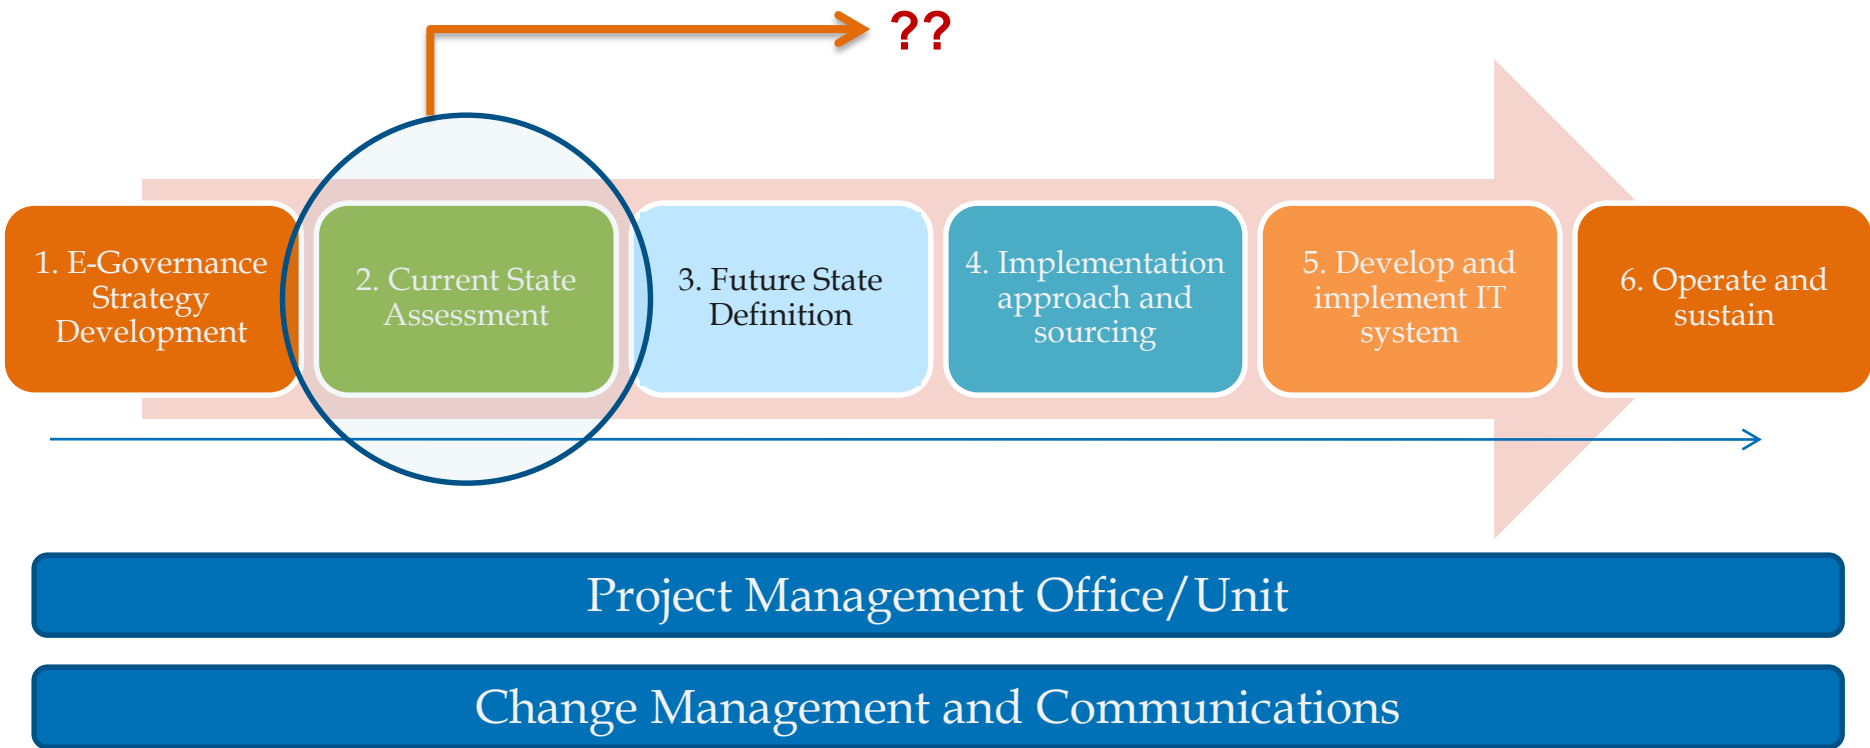 ??
1. E-Governance
Strategy
Development
2. Current State
Assessment
3. Future State
Definition
4. Implementation
approach and
sourcing
5. Develop and
implement IT
system
6. Operate and
sustain
Project Management Office/Unit
Change Management and Communications